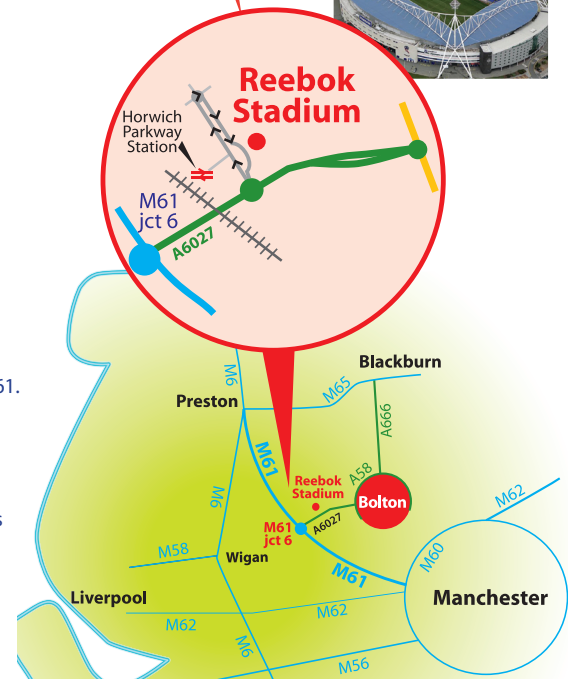 Reebok
Stadium
Horwich
Parkway
Station
M61
jct 6
A6027
61.
M6
Blackburn
M65
Preston
A666
M61
A58
Reebok
Stadium
Bolton
M6
M62
M61
jct 6
A6027
s
M58
Wigan
M61
M60
Liverpool
M62
M62
Manchester
M6
M56